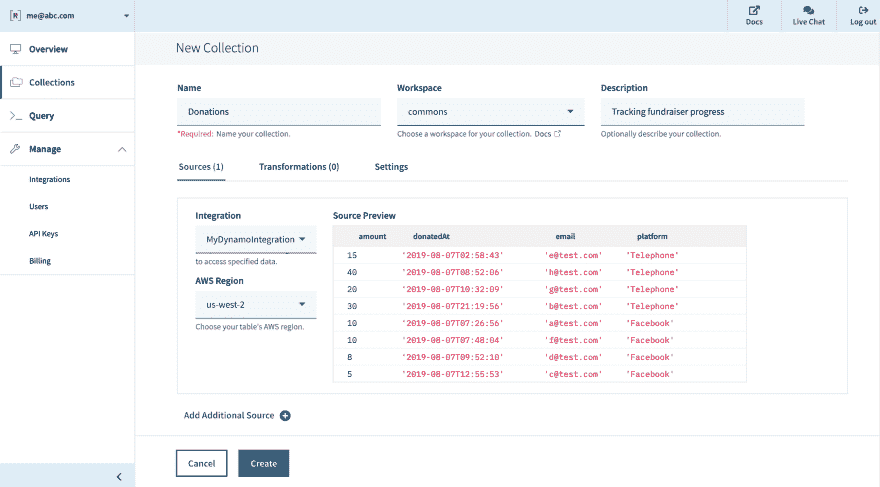 [R] me@abc.com
Docs
Live Chat
Log out
Overview
Collections
Query
Manage
Integrations
Users
API Keys
Billing
New Collection
Name
Workspace
Description
Donations
commons
Tracking fundraiser progress
*Required: Name your collection.
Choose a workspace for your collection. Docs
Optionally describe your collection.
Sources (1)
Transformations (0)
Settings
Integration
MyDynamoIntegration
to access specified data.
AWS Region
us-west-2
Choose your table's AWS region.
Source Preview
amount donatedAt email platform
15 '2019-08-07T02:58:43' 'e@test.com' 'Telephone'
40 '2019-08-07T08:52:06' 'h@test.com' 'Telephone'
20 '2019-08-07T10:32:09' 'g@test.com' 'Telephone'
30 '2019-08-07T21:19:56' 'b@test.com' 'Telephone'
10 '2019-08-07T07:26:56' 'a@test.com' 'Facebook'
10 '2019-08-07T07:48:04' 'f@test.com' 'Facebook'
8 '2019-08-07T09:52:10' 'd@test.com' 'Facebook'
5 '2019-08-07T12:55:53' 'c@test.com' 'Facebook'
Add Additional Source
Cancel
Create